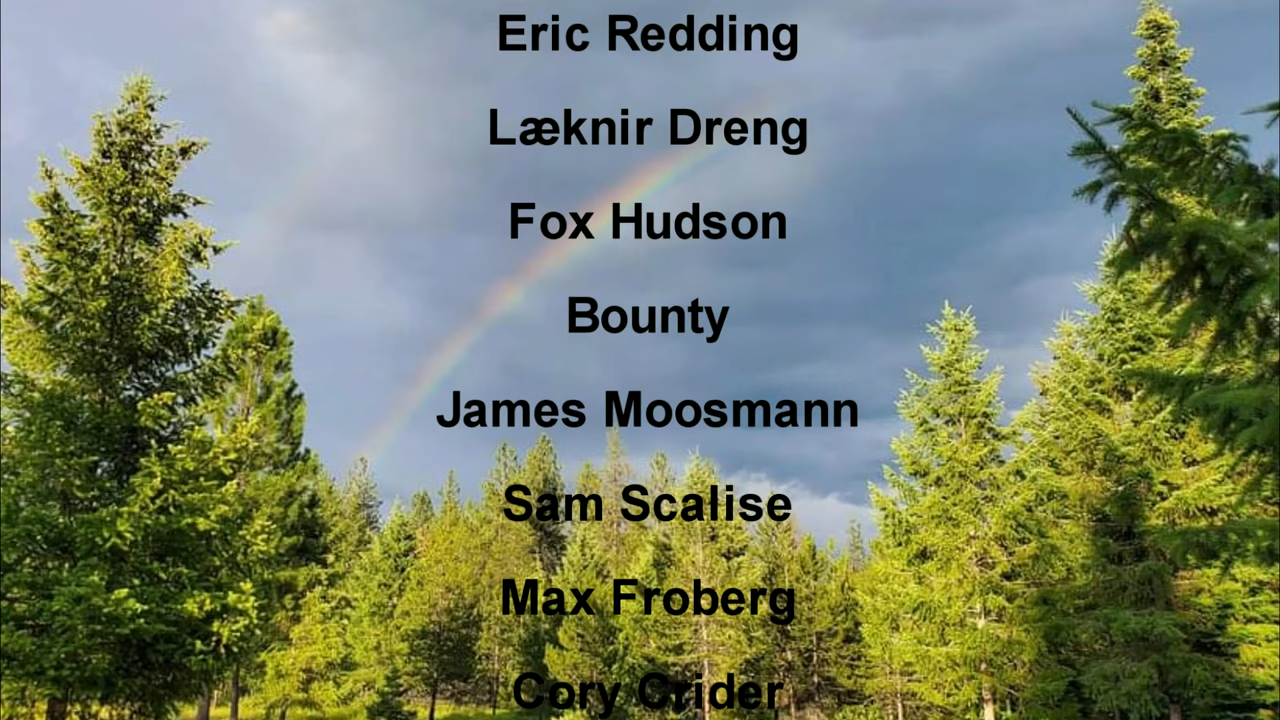 Eric Redding
Læknir Dreng
Fox Hudson
Bounty
James Moosmann
Sam Scalise
Max Froberg
Cory Crider